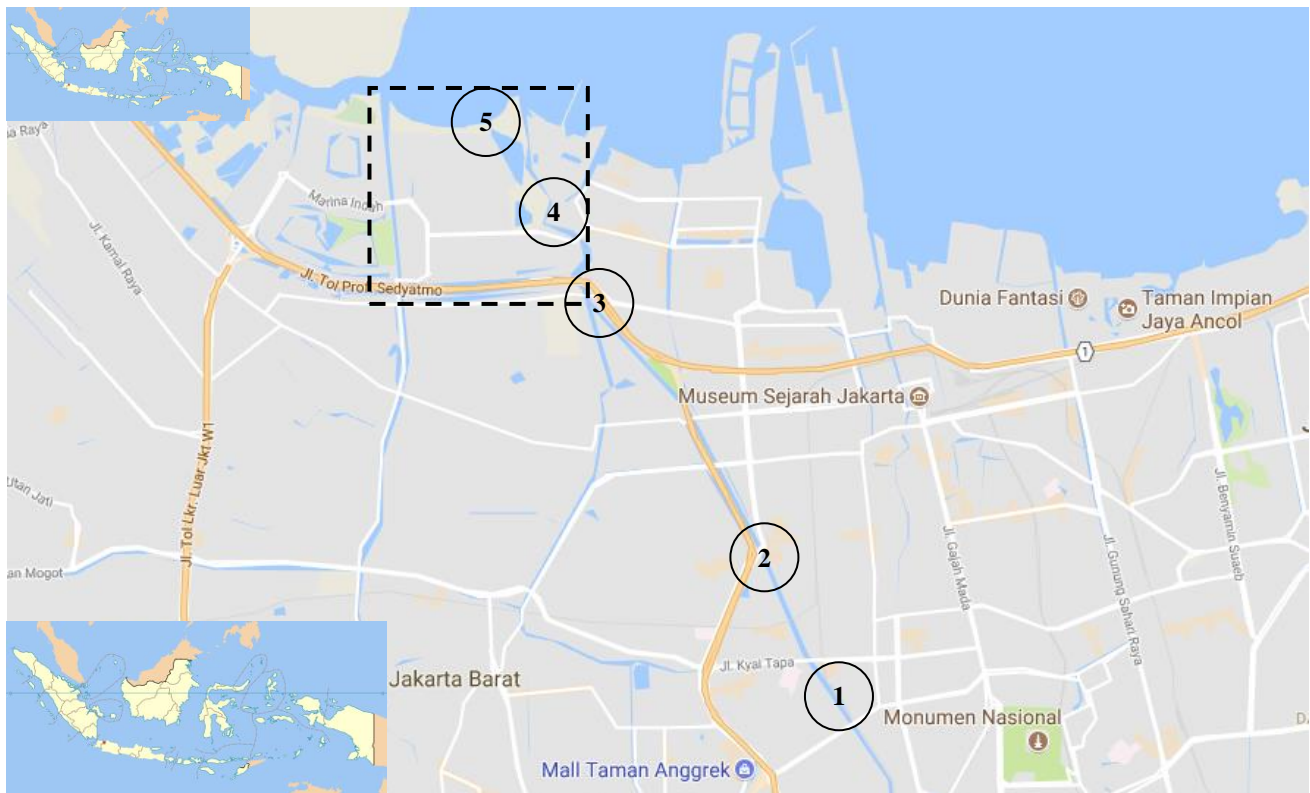 5
Marina Indah
4
Jl. Kamal Raya
Jl. Tol Prof. Sedyatmo
3
Dunia Fantasi
Taman Impian
Jaya Ancol
1
Museum Sejarah Jakarta
Jl. Tol Lkr. Luar Jkt W1
Utan Jati
Jl. Gajah Mada
Jl. Gunung Sahari Raya
Jl. Benyamin Suaeb
2
an Mogot
Jl. Kyai Tapa
Jakarta Barat
1
Monumen Nasional
Mall Taman Anggrek